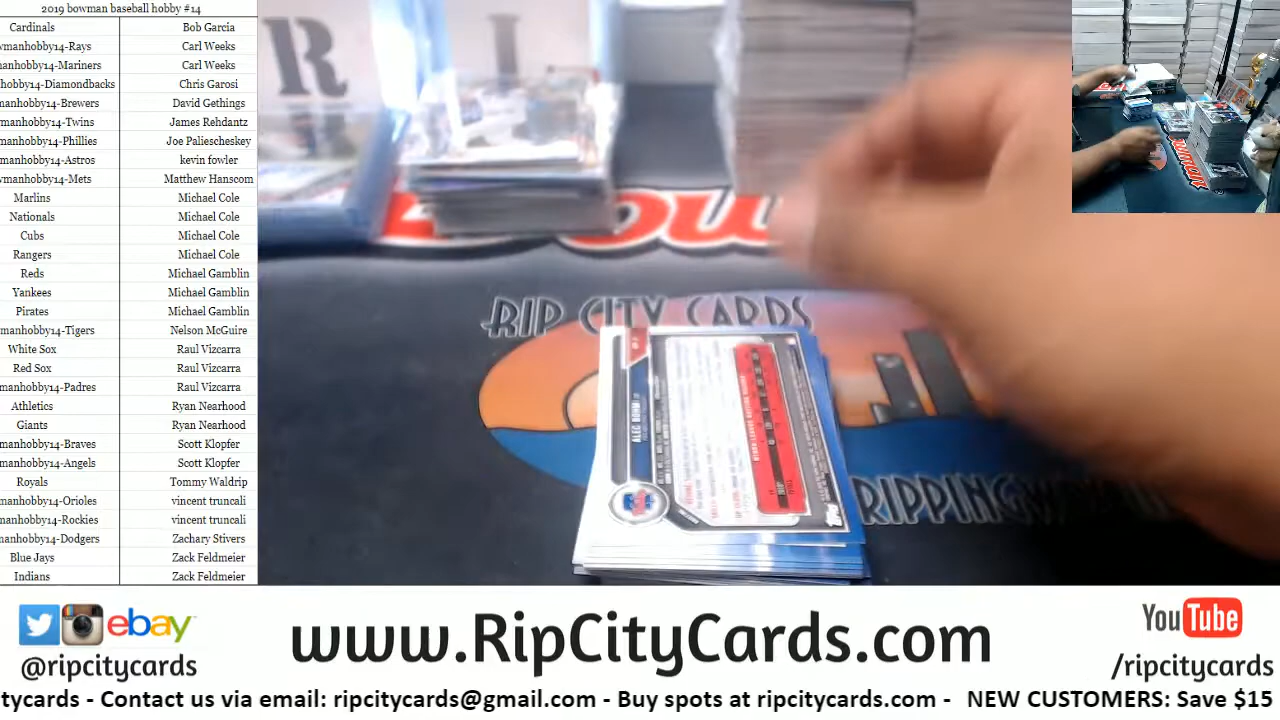 2019 bowman baseball hobby #14
Cardinals Bob Garcia
wmanhobby14-Rays Carl Weeks
manhobby14-Mariners Carl Weeks
hobby14-Diamondbacks Chris Garosi
manhobby14-Brewers David Gethings
wmanhobby14-Twins James Rehdantz
manhobby14-Phillies Joe Paliescheskey
manhobby14-Astros kevin fowler
wmanhobby14-Mets Matthew Hanscom
Marlins Michael Cole
Nationals Michael Cole
Cubs Michael Cole
Rangers Michael Cole
Reds Michael Gamblin
Yankees Michael Gamblin
Pirates Michael Gamblin
manhobby14-Tigers Nelson McGuire
White Sox Raul Vizcarra
Red Sox Raul Vizcarra
manhobby14-Padres Raul Vizcarra
Athletics Ryan Nearhood
Giants Ryan Nearhood
manhobby14-Braves Scott Klopfer
manhobby14-Angels Scott Klopfer
Royals Tommy Waldrip
manhobby14-Orioles vincent truncali
manhobby14-Rockies vincent truncali
manhobby14-Dodgers Zachary Stivers
Blue Jays Zack Feldmeier
Indians Zack Feldmeier
RIP CITY CARDS
ALEC BOHM
Topps
RIPPING
ebay
@ripcitycards
www.RipCityCards.com
YouTube
/ripcitycards
tycards - Contact us via email: ripcitycards@gmail.com - Buy spots at ripcitycards.com - NEW CUSTOMERS: Save $15